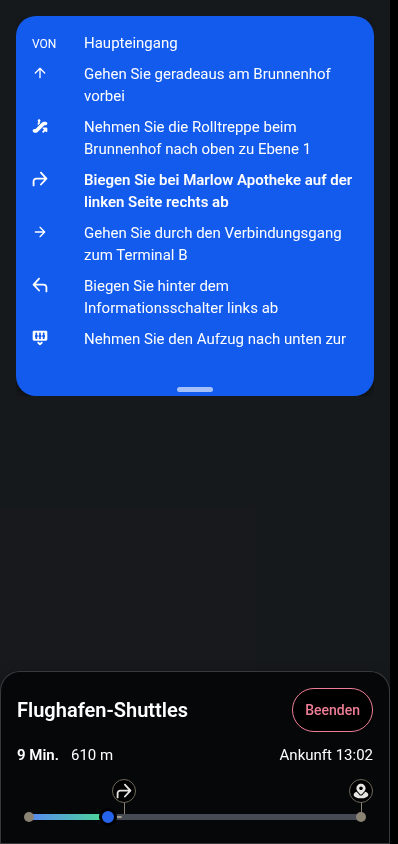 VON Haupteingang
Gehen Sie geradeaus am Brunnenhof
vorbei
Nehmen Sie die Rolltreppe beim
Brunnenhof nach oben zu Ebene 1
Biegen Sie bei Marlow Apotheke auf der
linken Seite rechts ab
Gehen Sie durch den Verbindungsgang
zum Terminal B
Biegen Sie hinter dem
Informationsschalter links ab
Nehmen Sie den Aufzug nach unten zur
Flughafen-Shuttles
Beenden
9 Min. 610 m
Ankunft 13:02